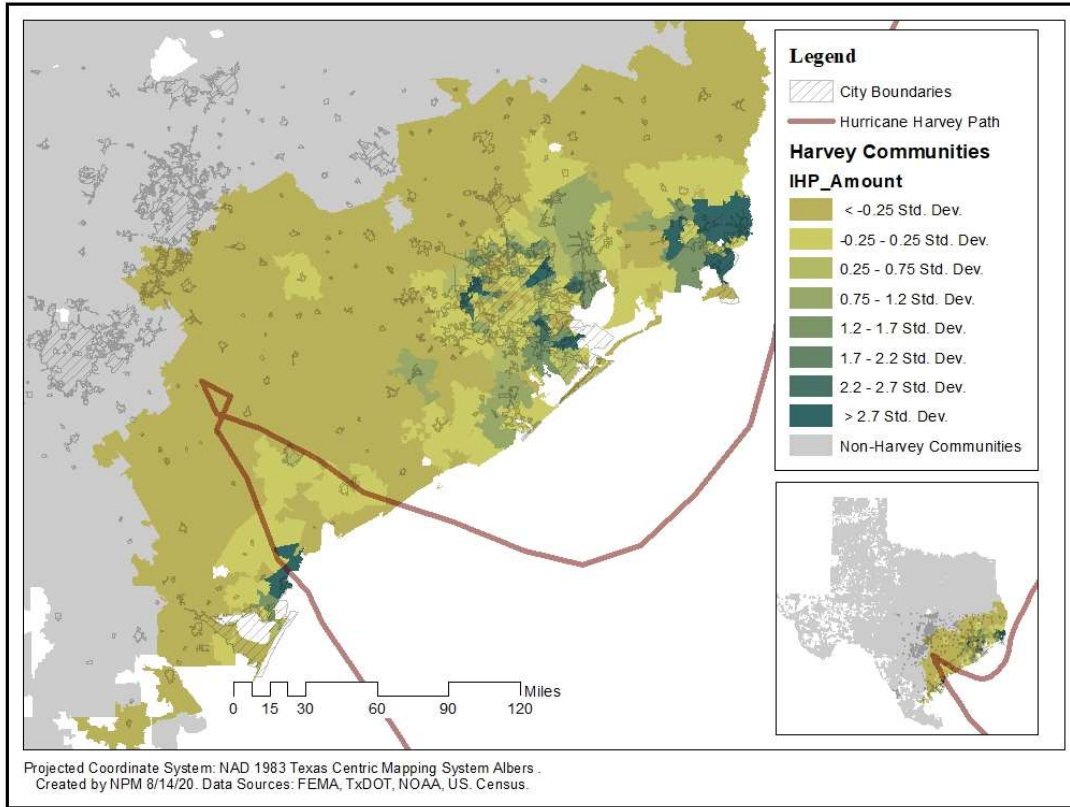 Legend
City Boundaries
Hurricane Harvey Path
Harvey Communities
IHP_Amount
< -0.25 Std. Dev.
-0.25 - 0.25 Std. Dev.
0.25 - 0.75 Std. Dev.
0.75 - 1.2 Std. Dev.
1.2 - 1.7 Std. Dev.
1.7 - 2.2 Std. Dev.
2.2 - 2.7 Std. Dev.
> 2.7 Std. Dev.
Non-Harvey Communities
Miles
0 15 30 60 90 120
Projected Coordinate System: NAD 1983 Texas Centric Mapping System Albers .
Created by NPM 8/14/20. Data Sources: FEMA, TxDOT, NOAA, US. Census.